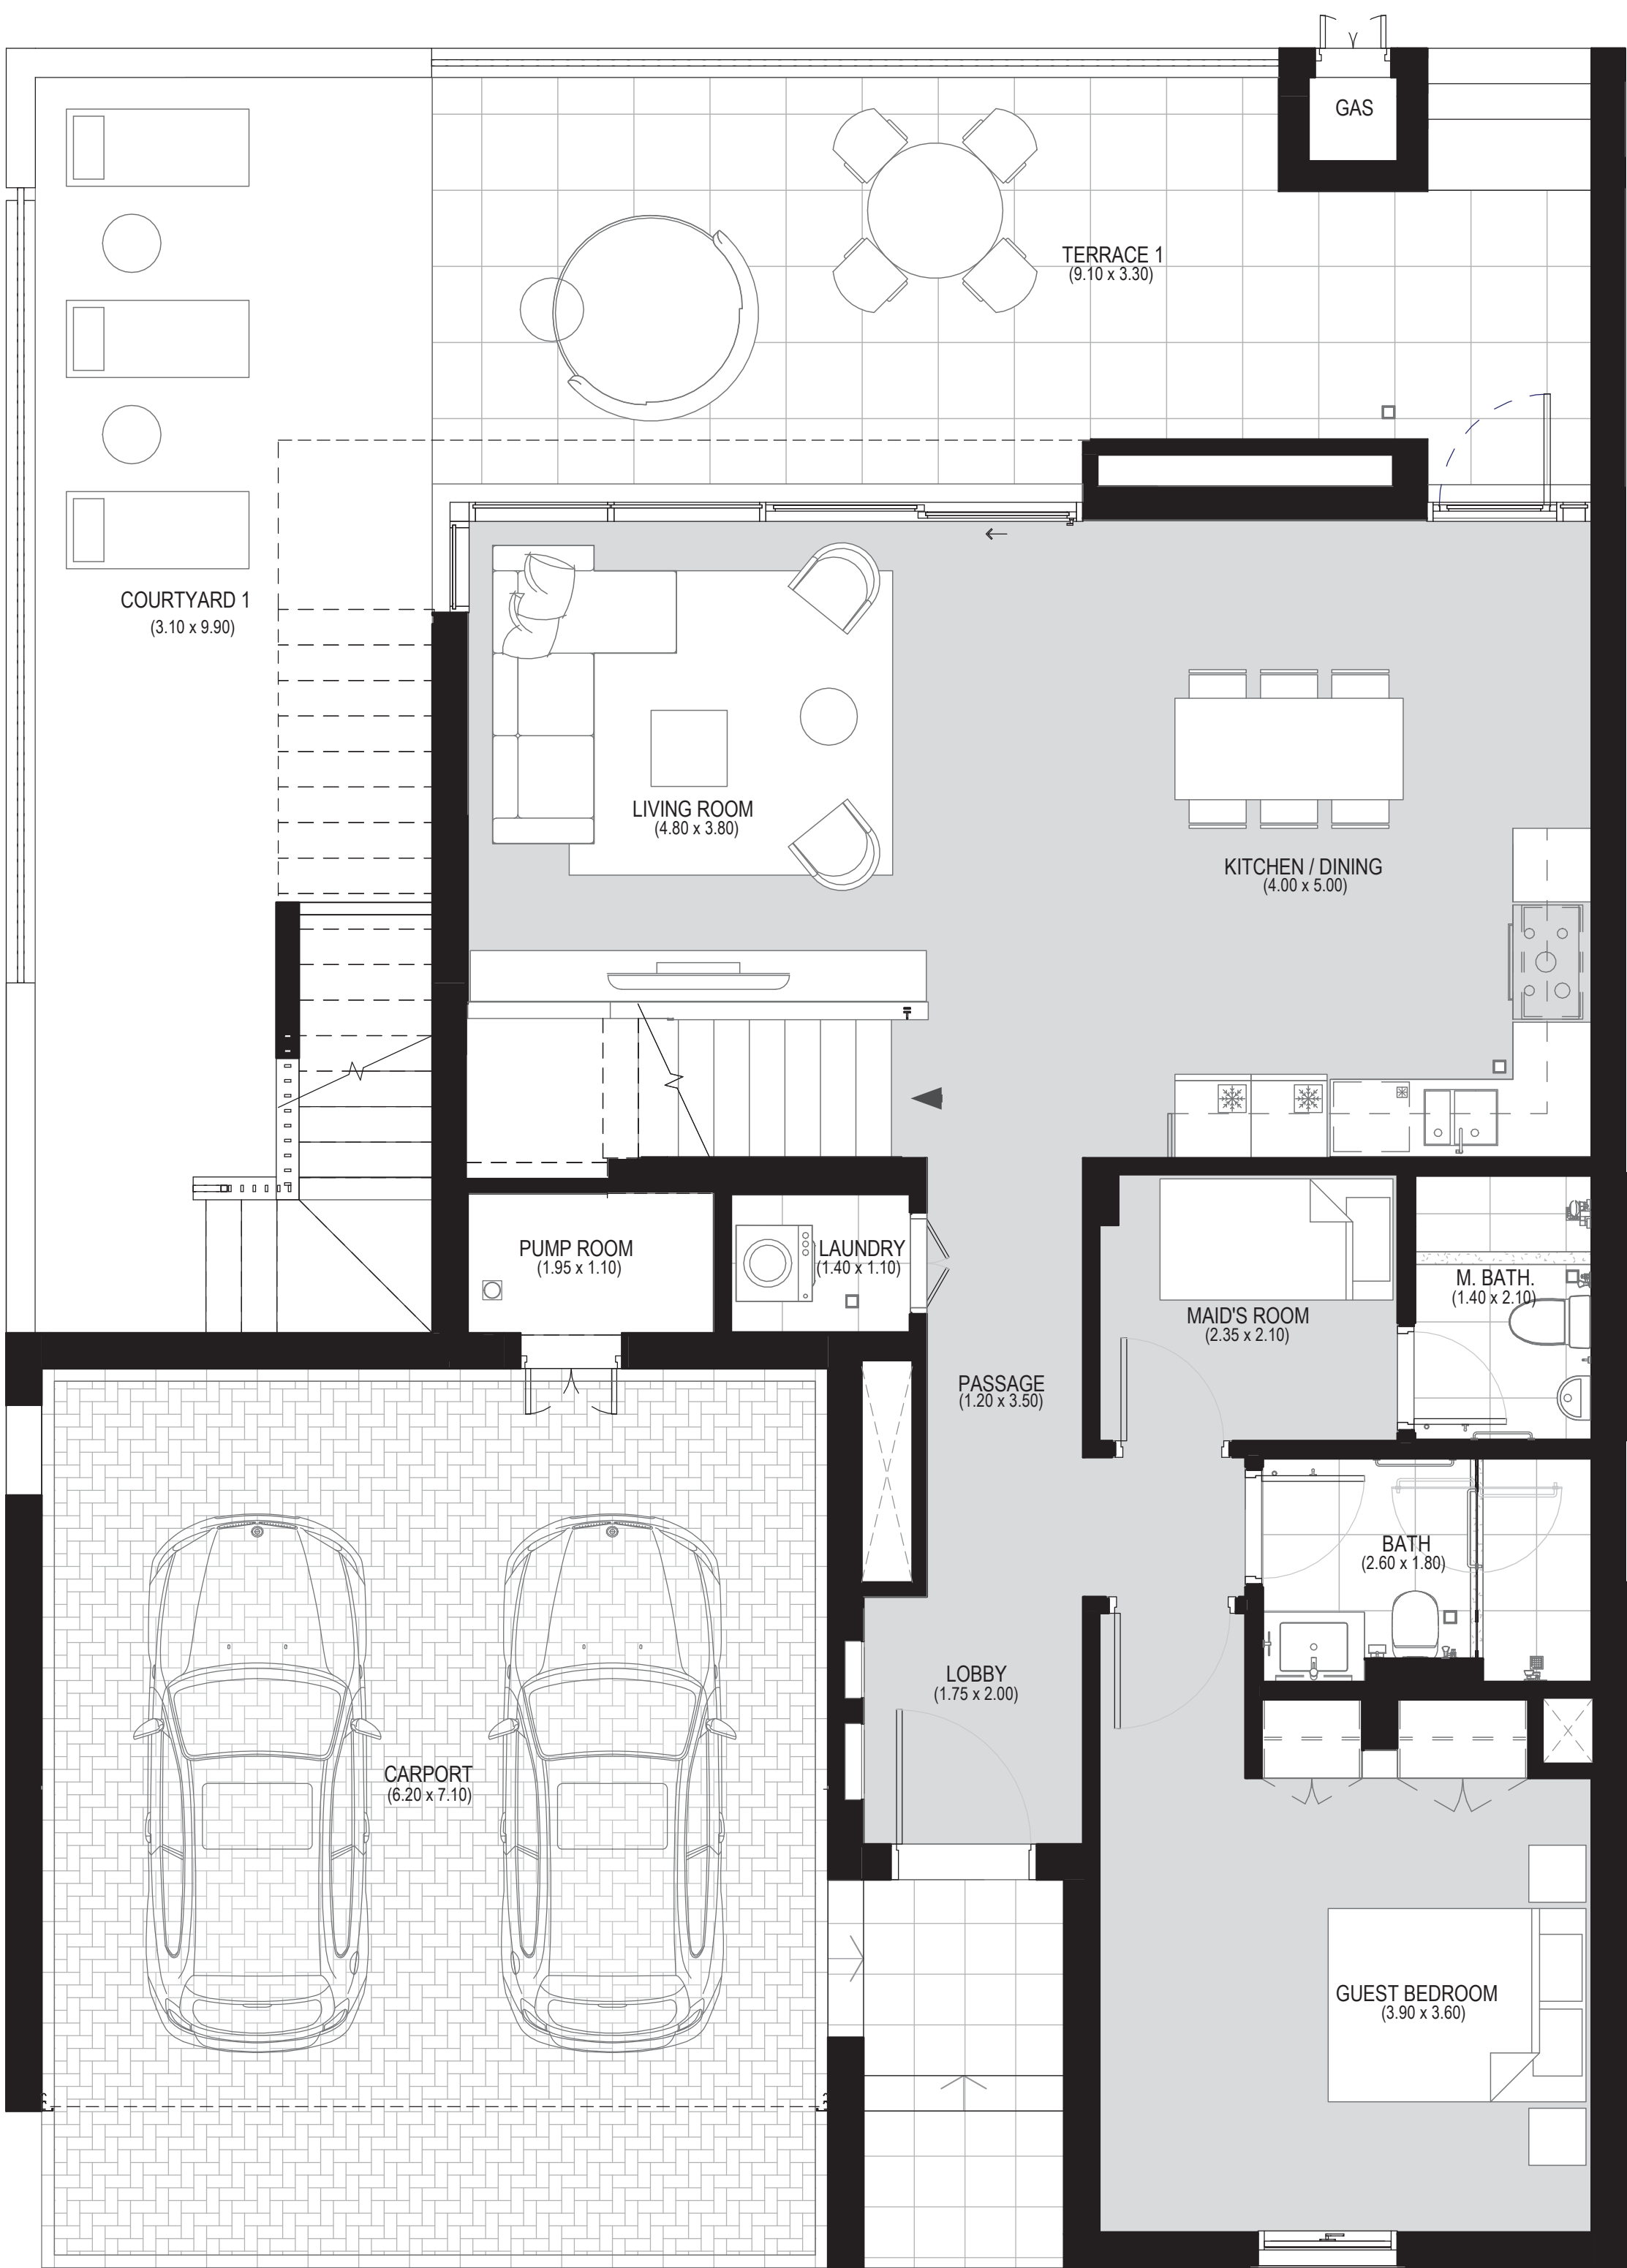 GAS
TERRACE 1
(9.10 x 3.30)
COURTYARD 1
(3.10 x 9.90)
LIVING ROOM
(4.80 x 3.80)
KITCHEN / DINING
(4.00 x 5.00)
PUMP ROOM
(1.95 x 1.10)
LAUNDRY
(1.40 x 1.10)
M. BATH.
(1.40 x 2.10)
MAID'S ROOM
(2.35 x 2.10)
PASSAGE
(1.20 x 3.50)
BATH
(2.60 x 1.80)
LOBBY
(1.75 x 2.00)
CARPORT
(6.20 x 7.10)
GUEST BEDROOM
(3.90 x 3.60)